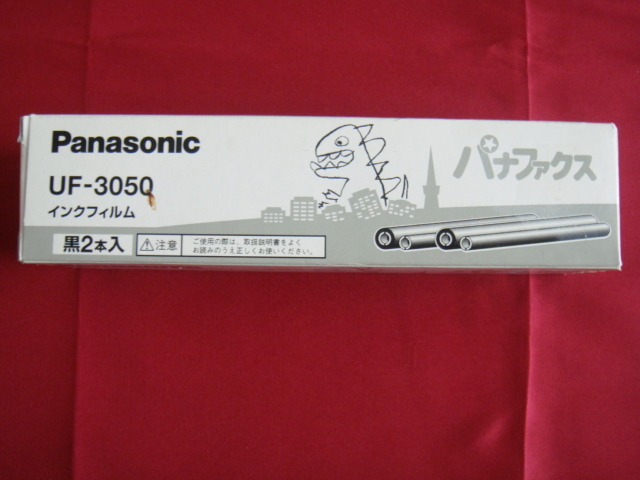 Panasonic
パナファクス
UF-3050
インクフィルム
黒2本入
注意
ご使用の際は、取扱説明書をよく
お読みのうえ正しくお使いください。